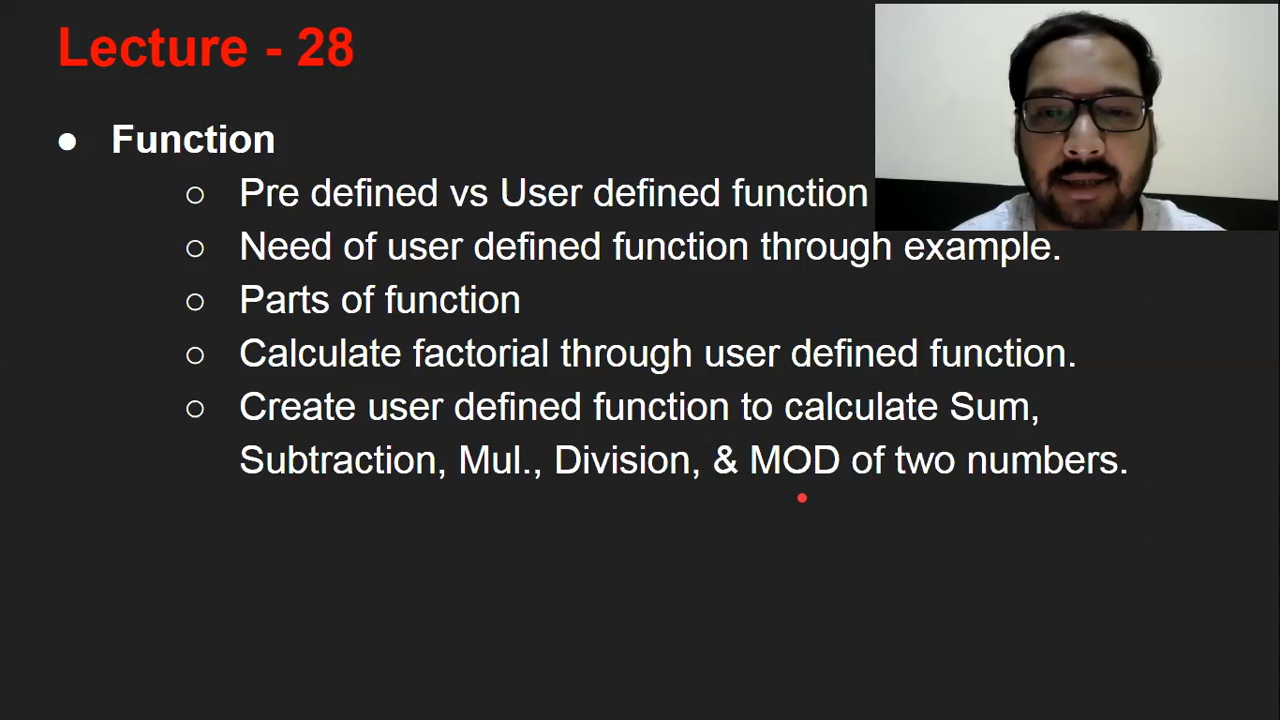 Lecture - 28
● Function
○ Pre defined vs User defined function
○ Need of user defined function through example.
○ Parts of function
○ Calculate factorial through user defined function.
○ Create user defined function to calculate Sum,
Subtraction, Mul., Division, & MOD of two numbers.